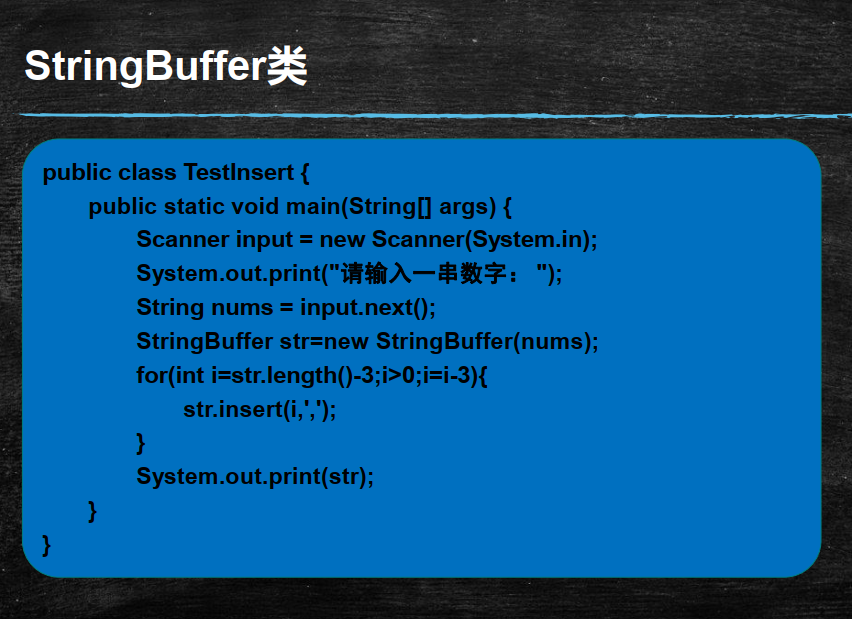 StringBuffer类
public class TestInsert {
public static void main(String[] args) {
Scanner input = new Scanner(System.in);
System.out.print("请输入一串数字： ");
String nums = input.next();
StringBuffer str=new StringBuffer(nums);
for(int i=str.length()-3;i>0;i=i-3){
str.insert(i,',');
}
System.out.print(str);
}
}